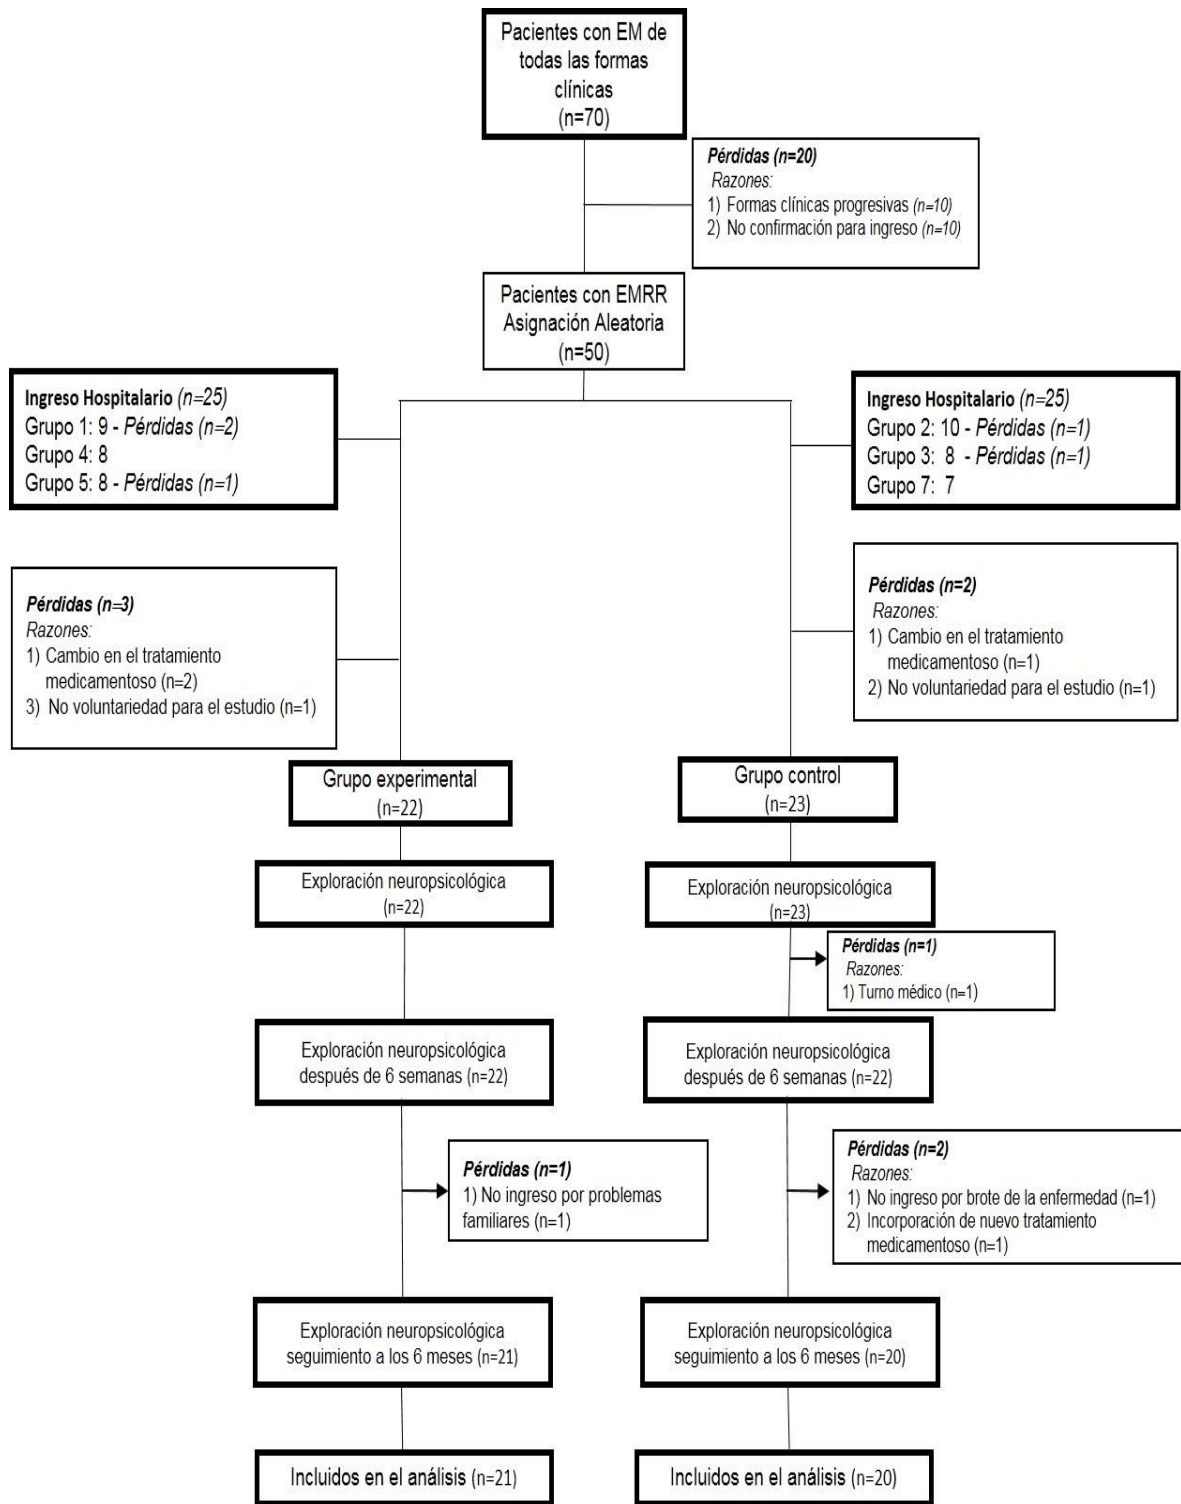 Pacientes con EM de
todas las formas
clínicas
(n=70)
Pérdidas (n=20)
Razones:
1) Formas clínicas progresivas (n=10)
2) No confirmación para ingreso (n=10)
Pacientes con EMRR
Asignación Aleatoria
(n=50)
Ingreso Hospitalario (n=25)
Grupo 1: 9 - Pérdidas (n=2)
Grupo 4: 8
Grupo 5: 8 - Pérdidas (n=1)
Ingreso Hospitalario (n=25)
Grupo 2: 10 - Pérdidas (n=1)
Grupo 3: 8 - Pérdidas (n=1)
Grupo 7: 7
Pérdidas (n=3)
Razones:
1) Cambio en el tratamiento
medicamentoso (n=2)
3) No voluntariedad para el estudio (n=1)
Pérdidas (n=2)
Razones:
1) Cambio en el tratamiento
medicamentoso (n=1)
2) No voluntariedad para el estudio (n=1)
Grupo experimental
(n=22)
Grupo control
(n=23)
Exploración neuropsicológica
(n=22)
Exploración neuropsicológica
(n=23)
Pérdidas (n=1)
Razones:
1) Turno médico (n=1)
Exploración neuropsicológica
después de 6 semanas (n=22)
Exploración neuropsicológica
después de 6 semanas (n=22)
Pérdidas (n=1)
1) No ingreso por problemas
familiares (n=1)
Pérdidas (n=2)
Razones:
1) No ingreso por brote de la enfermedad (n=1)
2) Incorporación de nuevo tratamiento
medicamentoso (n=1)
Exploración neuropsicológica
seguimiento a los 6 meses (n=21)
Exploración neuropsicológica
seguimiento a los 6 meses (n=20)
Incluidos en el análisis (n=21)
Incluidos en el análisis (n=20)